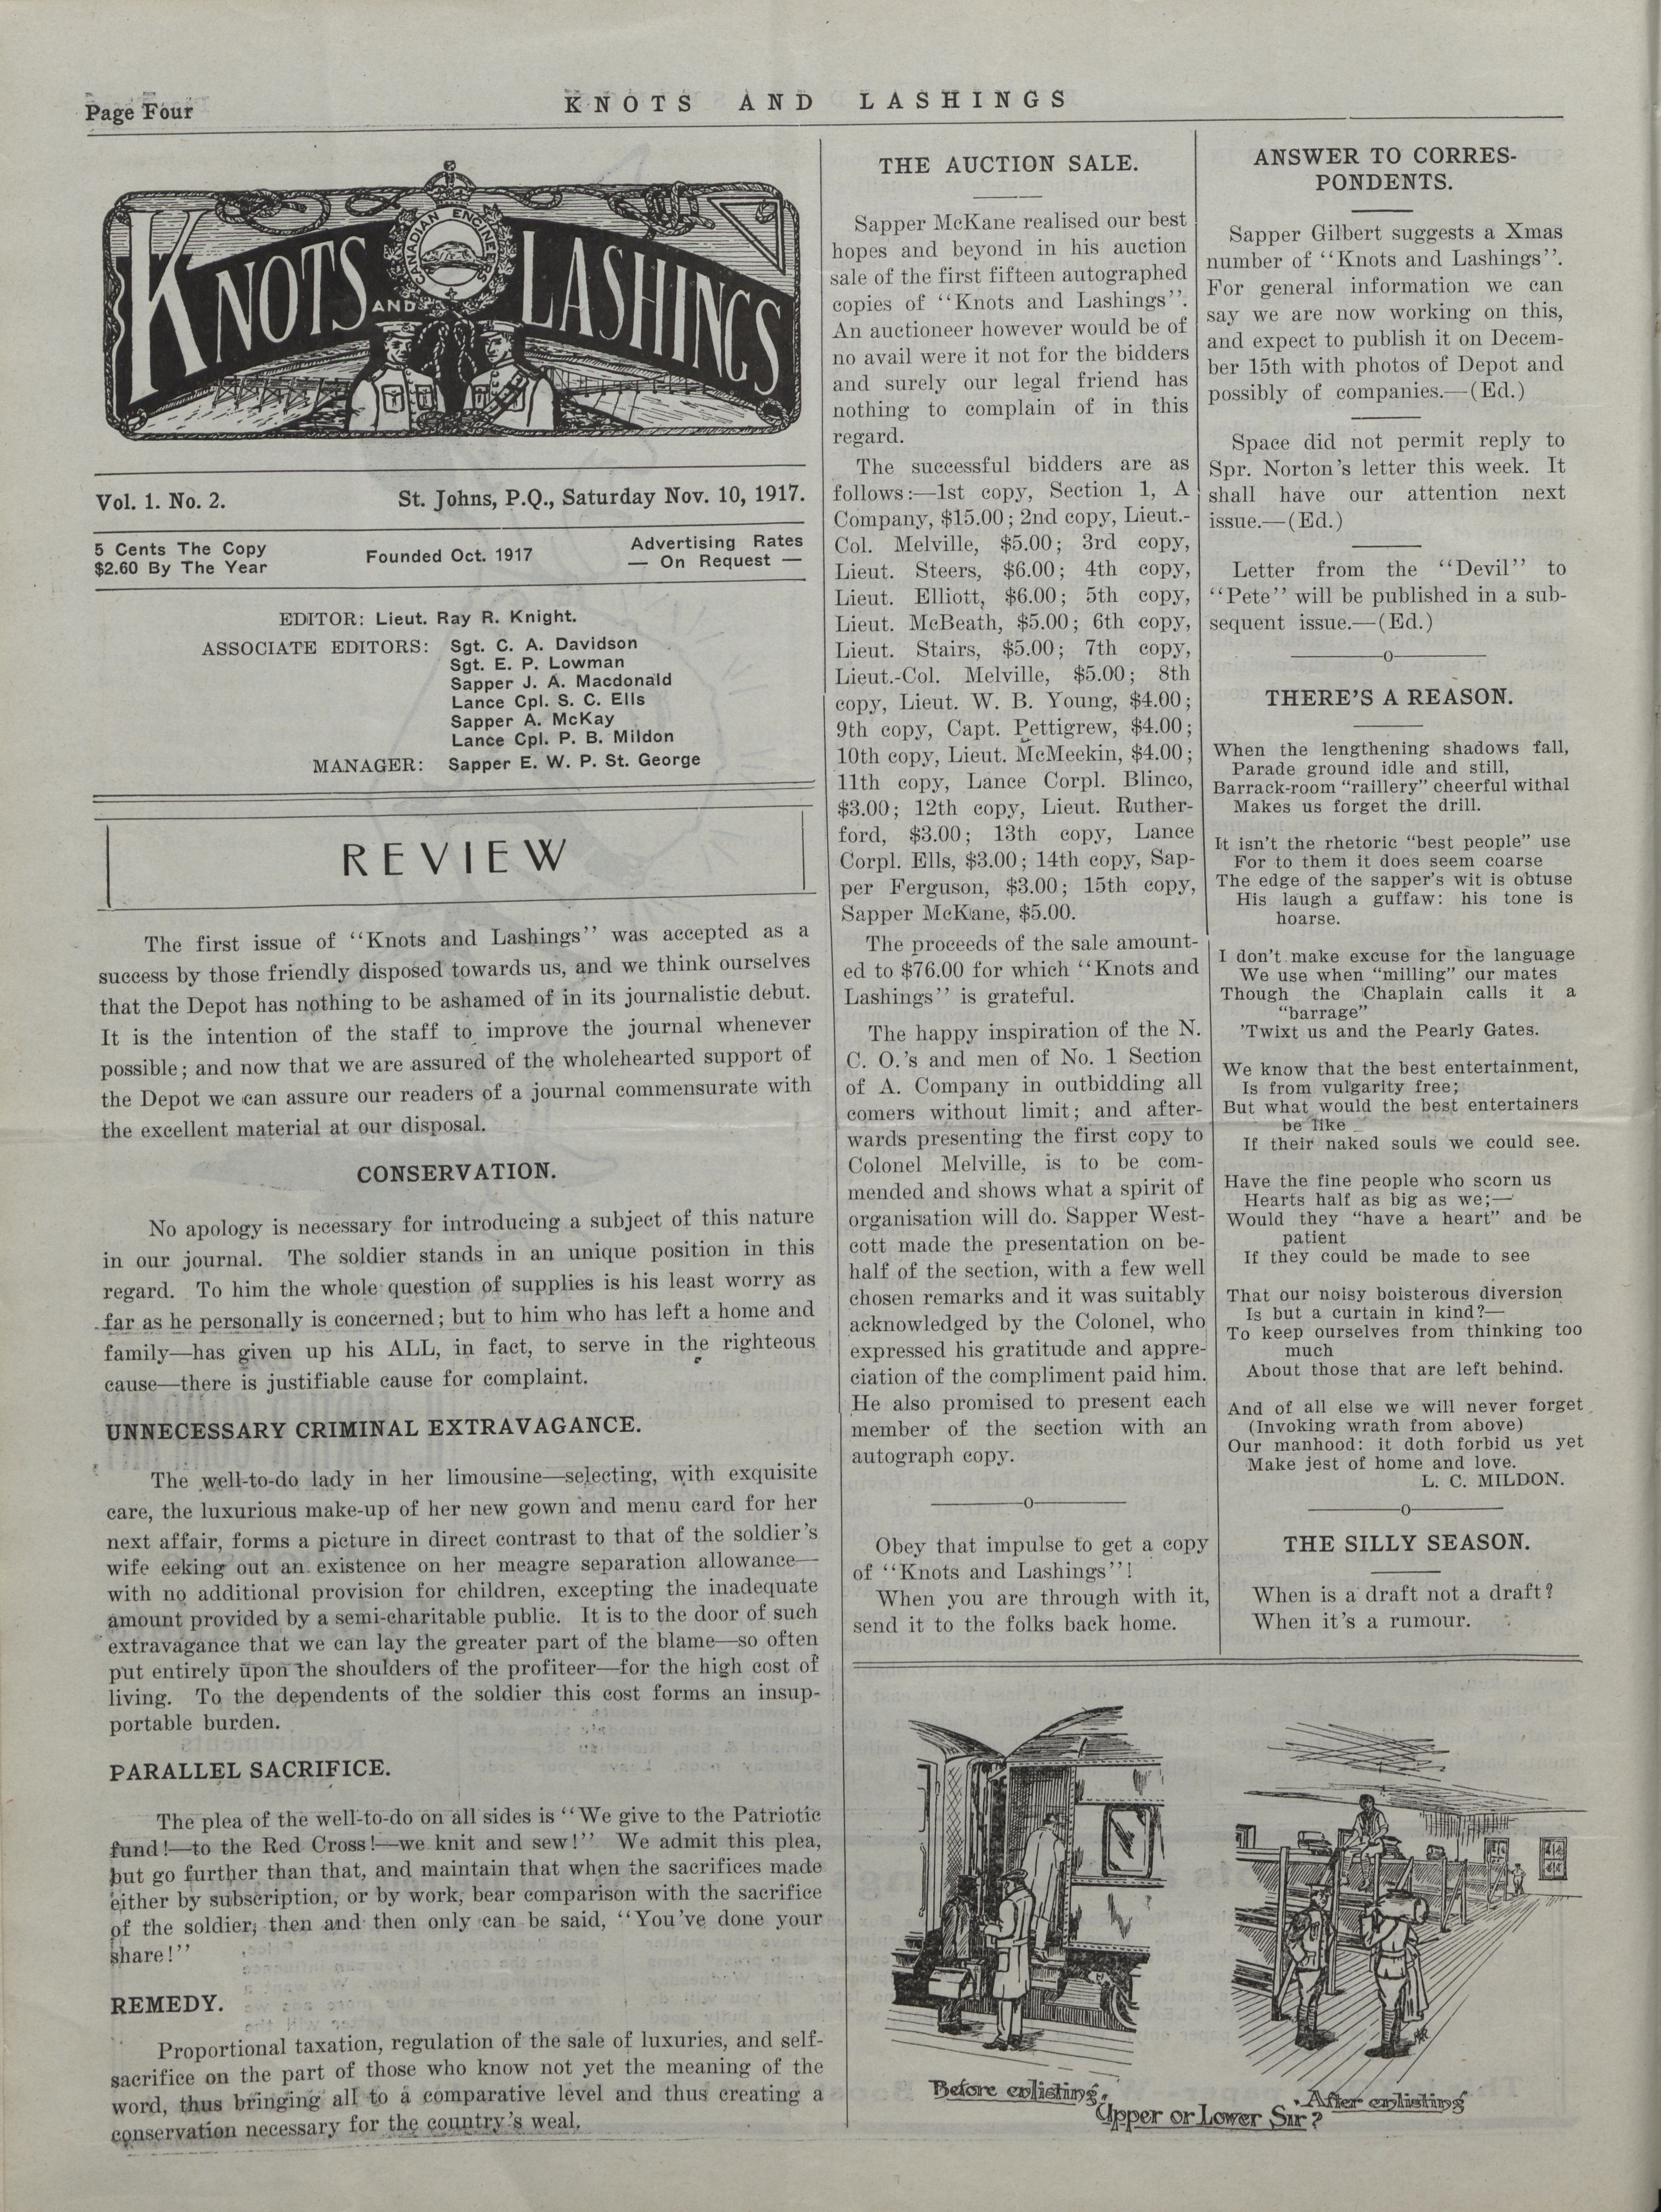 Page Four
KNOTS AND LASHINGS
KNOTS AND LASHINGS
CANADIAN ENGINEERS
Vol. 1. No. 2. St. Johns, P.Q., Saturday Nov. 10, 1917.
5 Cents The Copy
$2.60 By The Year
Founded Oct. 1917
Advertising Rates
— On Request —
EDITOR: Lieut. Ray R. Knight.
ASSOCIATE EDITORS: Sgt. C. A. Davidson
Sgt. E. P. Lowman
Sapper J. A. Macdonald
Lance Cpl. S. C. Ells
Sapper A. McKay
Lance Cpl. P. B. Mildon
MANAGER: Sapper E. W. P. St. George
REVIEW
The first issue of "Knots and Lashings" was accepted as a
success by those friendly disposed towards us, and we think ourselves
that the Depot has nothing to be ashamed of in its journalistic debut.
It is the intention of the staff to improve the journal whenever
possible; and now that we are assured of the wholehearted support of
the Depot we can assure our readers of a journal commensurate with
the excellent material at our disposal.
CONSERVATION.
No apology is necessary for introducing a subject of this nature
in our journal. The soldier stands in an unique position in this
regard. To him the whole question of supplies is his least worry as
far as he personally is concerned; but to him who has left a home and
family—has given up his ALL, in fact, to serve in the righteous
cause—there is justifiable cause for complaint.
UNNECESSARY CRIMINAL EXTRAVAGANCE.
The well-to-do lady in her limousine—selecting, with exquisite
care, the luxurious make-up of her new gown and menu card for her
next affair, forms a picture in direct contrast to that of the soldier's
wife eeking out an existence on her meagre separation allowance—
with no additional provision for children, excepting the inadequate
amount provided by a semi-charitable public. It is to the door of such
extravagance that we can lay the greater part of the blame—so often
put entirely upon the shoulders of the profiteer—for the high cost of
living. To the dependents of the soldier this cost forms an insup-
portable burden.
PARALLEL SACRIFICE.
The plea of the well-to-do on all sides is "We give to the Patriotic
fund!—to the Red Cross!—we knit and sew!" We admit this plea,
but go further than that, and maintain that when the sacrifices made
either by subscription, or by work, bear comparison with the sacrifice
of the soldier, then and then only can be said, "You've done your
share!"
REMEDY.
Proportional taxation, regulation of the sale of luxuries, and self-
sacrifice on the part of those who know not yet the meaning of the
word, thus bringing all to a comparative level and thus creating a
conservation necessary for the country's weal.
THE AUCTION SALE.
Sapper McKane realised our best
hopes and beyond in his auction
sale of the first fifteen autographed
copies of "Knots and Lashings".
An auctioneer however would be of
no avail were it not for the bidders
and surely our legal friend has
nothing to complain of in this
regard.
The successful bidders are as
follows:—1st copy, Section 1, A
Company, $15.00; 2nd copy, Lieut.-
Col. Melville, $5.00; 3rd copy,
Lieut. Steers, $6.00; 4th copy,
Lieut. Elliott, $6.00; 5th copy,
Lieut. McBeath, $5.00; 6th copy,
Lieut. Stairs, $5.00; 7th copy,
Lieut.-Col. Melville, $5.00; 8th
copy, Lieut. W. B. Young, $4.00;
9th copy, Capt. Pettigrew, $4.00;
10th copy, Lieut. McMeekin, $4.00;
11th copy, Lance Corpl. Blinco,
$3.00; 12th copy, Lieut. Ruther-
ford, $3.00; 13th copy, Lance
Corpl. Ells, $3.00; 14th copy, Sap-
per Ferguson, $3.00; 15th copy,
Sapper McKane, $5.00.
The proceeds of the sale amount-
ed to $76.00 for which "Knots and
Lashings" is grateful.
The happy inspiration of the N.
C. O.'s and men of No. 1 Section
of A. Company in outbidding all
comers without limit; and after-
wards presenting the first copy to
Colonel Melville, is to be com-
mended and shows what a spirit of
organisation will do. Sapper West-
cott made the presentation on be-
half of the section, with a few well
chosen remarks and it was suitably
acknowledged by the Colonel, who
expressed his gratitude and appre-
ciation of the compliment paid him.
He also promised to present each
member of the section with an
autograph copy.
Obey that impulse to get a copy
of "Knots and Lashings"!
When you are through with it,
send it to the folks back home.
ANSWER TO CORRES-
PONDENTS.
Sapper Gilbert suggests a Xmas
number of "Knots and Lashings".
For general information we can
say we are now working on this,
and expect to publish it on Decem-
ber 15th with photos of Depot and
possibly of companies.—(Ed.)
Space did not permit reply to
Spr. Norton's letter this week. It
shall have our attention next
issue.—(Ed.)
Letter from the "Devil" to
"Pete" will be published in a sub-
sequent issue.—(Ed.)
THERE'S A REASON.
When the lengthening shadows fall,
Parade ground idle and still,
Barrack-room "raillery" cheerful withal
Makes us forget the drill.
It isn't the rhetoric "best people" use
For to them it does seem coarse
The edge of the sapper's wit is obtuse
His laugh a guffaw: his tone is
hoarse.
I don't make excuse for the language
We use when "milling" our mates
Though the Chaplain calls it a
"barrage"
'Twixt us and the Pearly Gates.
We know that the best entertainment,
Is from vulgarity free;
But what would the best entertainers
be like
If their naked souls we could see.
Have the fine people who scorn us
Hearts half as big as we;—
Would they "have a heart" and be
patient
If they could be made to see
That our noisy boisterous diversion
Is but a curtain in kind?—
To keep ourselves from thinking too
much
About those that are left behind.
And of all else we will never forget
(Invoking wrath from above)
Our manhood: it doth forbid us yet
Make jest of home and love.
L. C. MILDON.
THE SILLY SEASON.
When is a draft not a draft?
When it's a rumour.
Before enlisting.
After enlisting
Upper or Lower Sir?